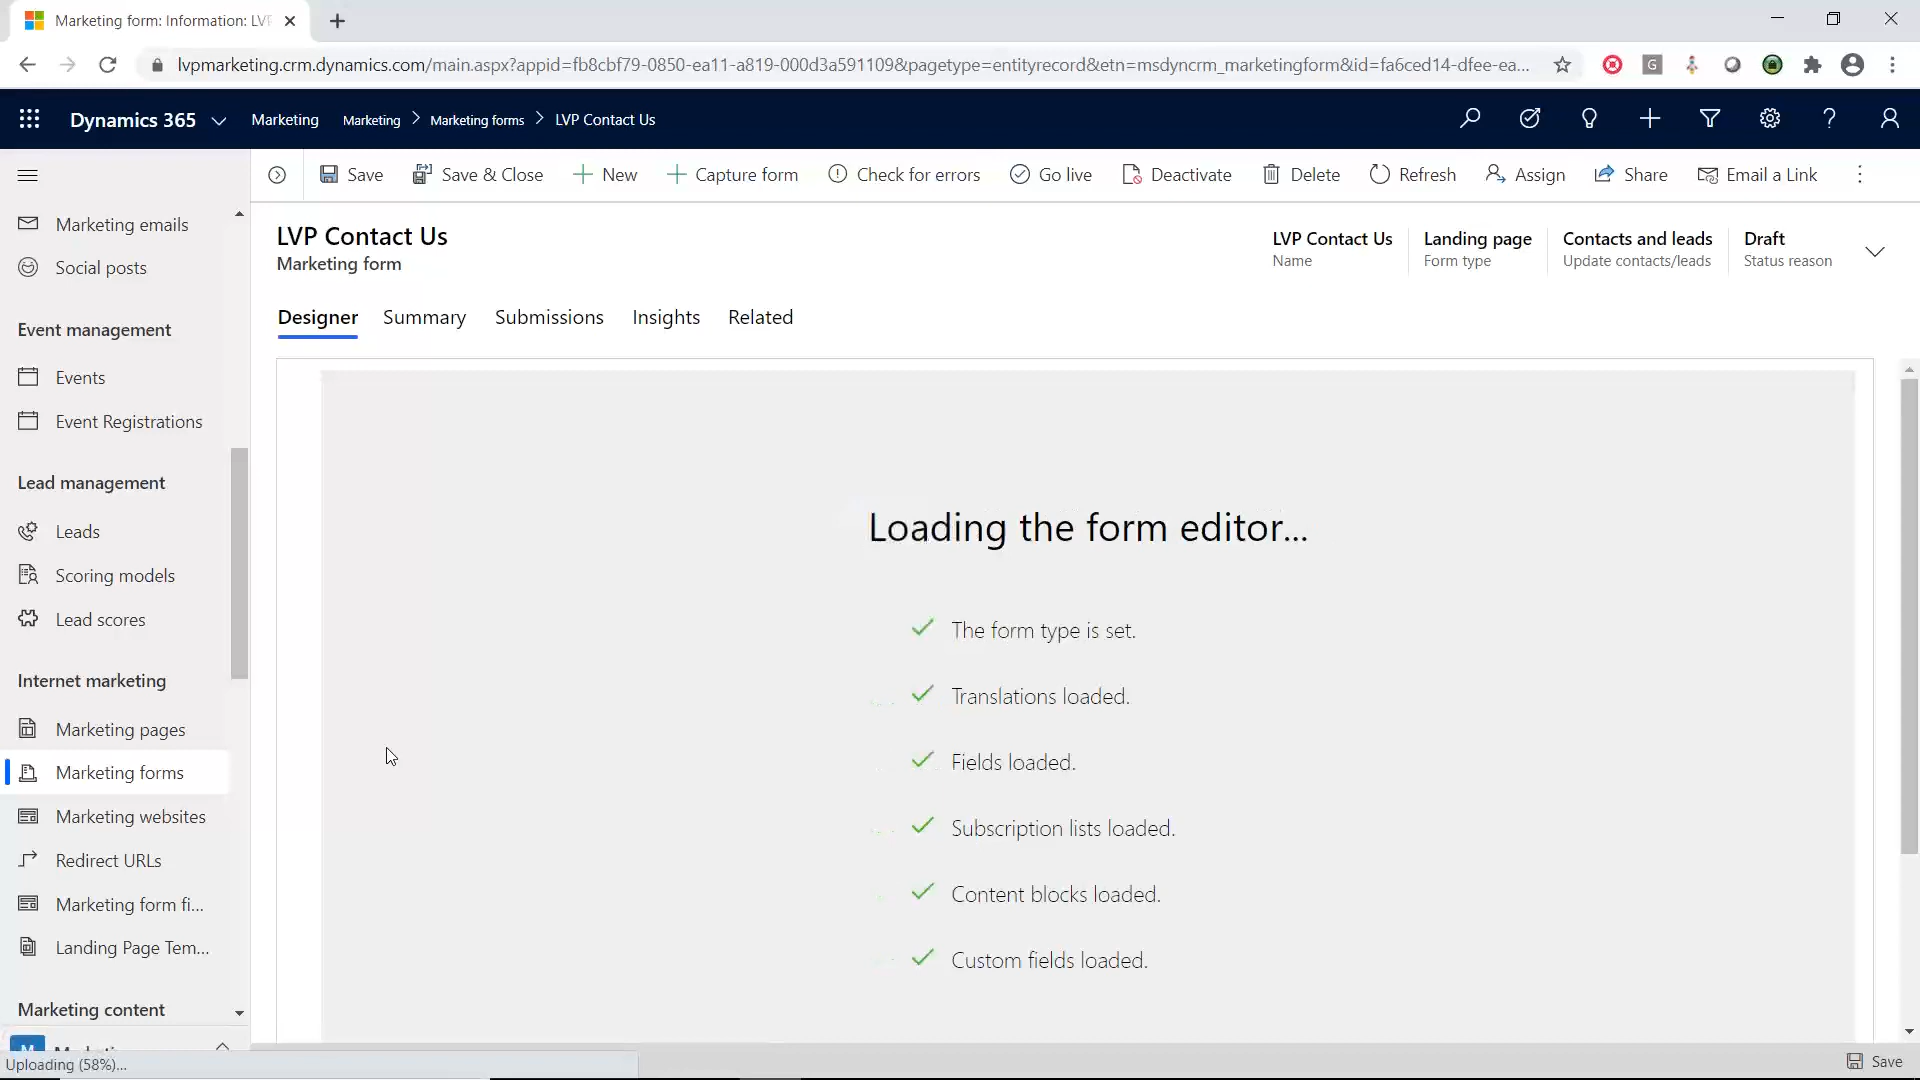 Marketing form: Information: LV
lvpmarketing.crm.dynamics.com/main.aspx?appid=fb8cbf79-0850-ea11-a819-000d3a591109&pagetype=entityrecord&etn=msdyncrm_marketingform&id=fa6ced14-dfee-ea...
G
Dynamics 365 Marketing Marketing > Marketing forms > LVP Contact Us
Save Save & Close New Capture form Check for errors Go live Deactivate Delete Refresh Assign Share Email a Link
Marketing emails
Social posts
Event management
Events
Event Registrations
Lead management
Leads
Scoring models
Lead scores
Internet marketing
Marketing pages
Marketing forms
Marketing websites
Redirect URLs
Marketing form fi...
Landing Page Tem...
Marketing content
Uploading (58%)...
LVP Contact Us
Marketing form
LVP Contact Us
Name
Landing page
Form type
Contacts and leads
Update contacts/leads
Draft
Status reason
Designer Summary Submissions Insights Related
Loading the form editor...
The form type is set.
Translations loaded.
Fields loaded.
Subscription lists loaded.
Content blocks loaded.
Custom fields loaded.
Save